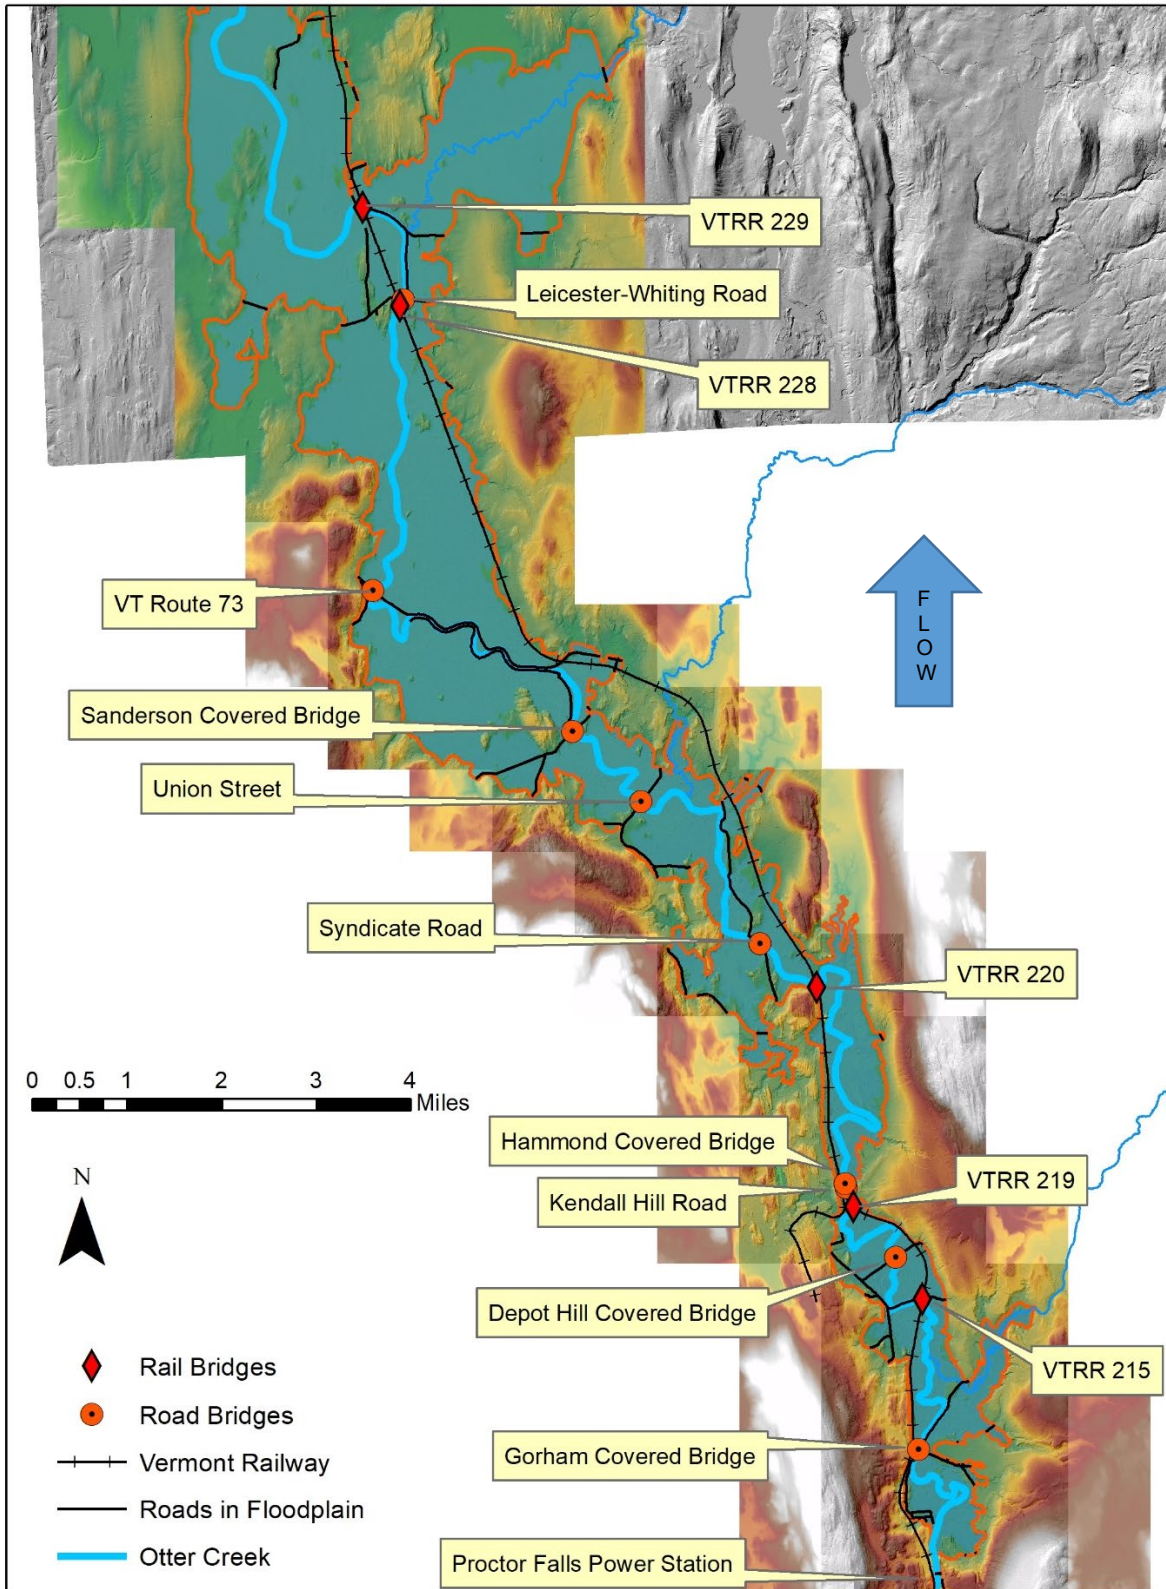 VTRR 229
Leicester-Whiting Road
VTRR 228
F
L
O
W
VT Route 73
Sanderson Covered Bridge
Union Street
Syndicate Road
VTRR 220
0 0.5 1 2 3 4
Miles
Hammond Covered Bridge
VTRR 219
Kendall Hill Road
N
Depot Hill Covered Bridge
VTRR 215
Rail Bridges
Road Bridges
Gorham Covered Bridge
Vermont Railway
Roads in Floodplain
Otter Creek
Proctor Falls Power Station